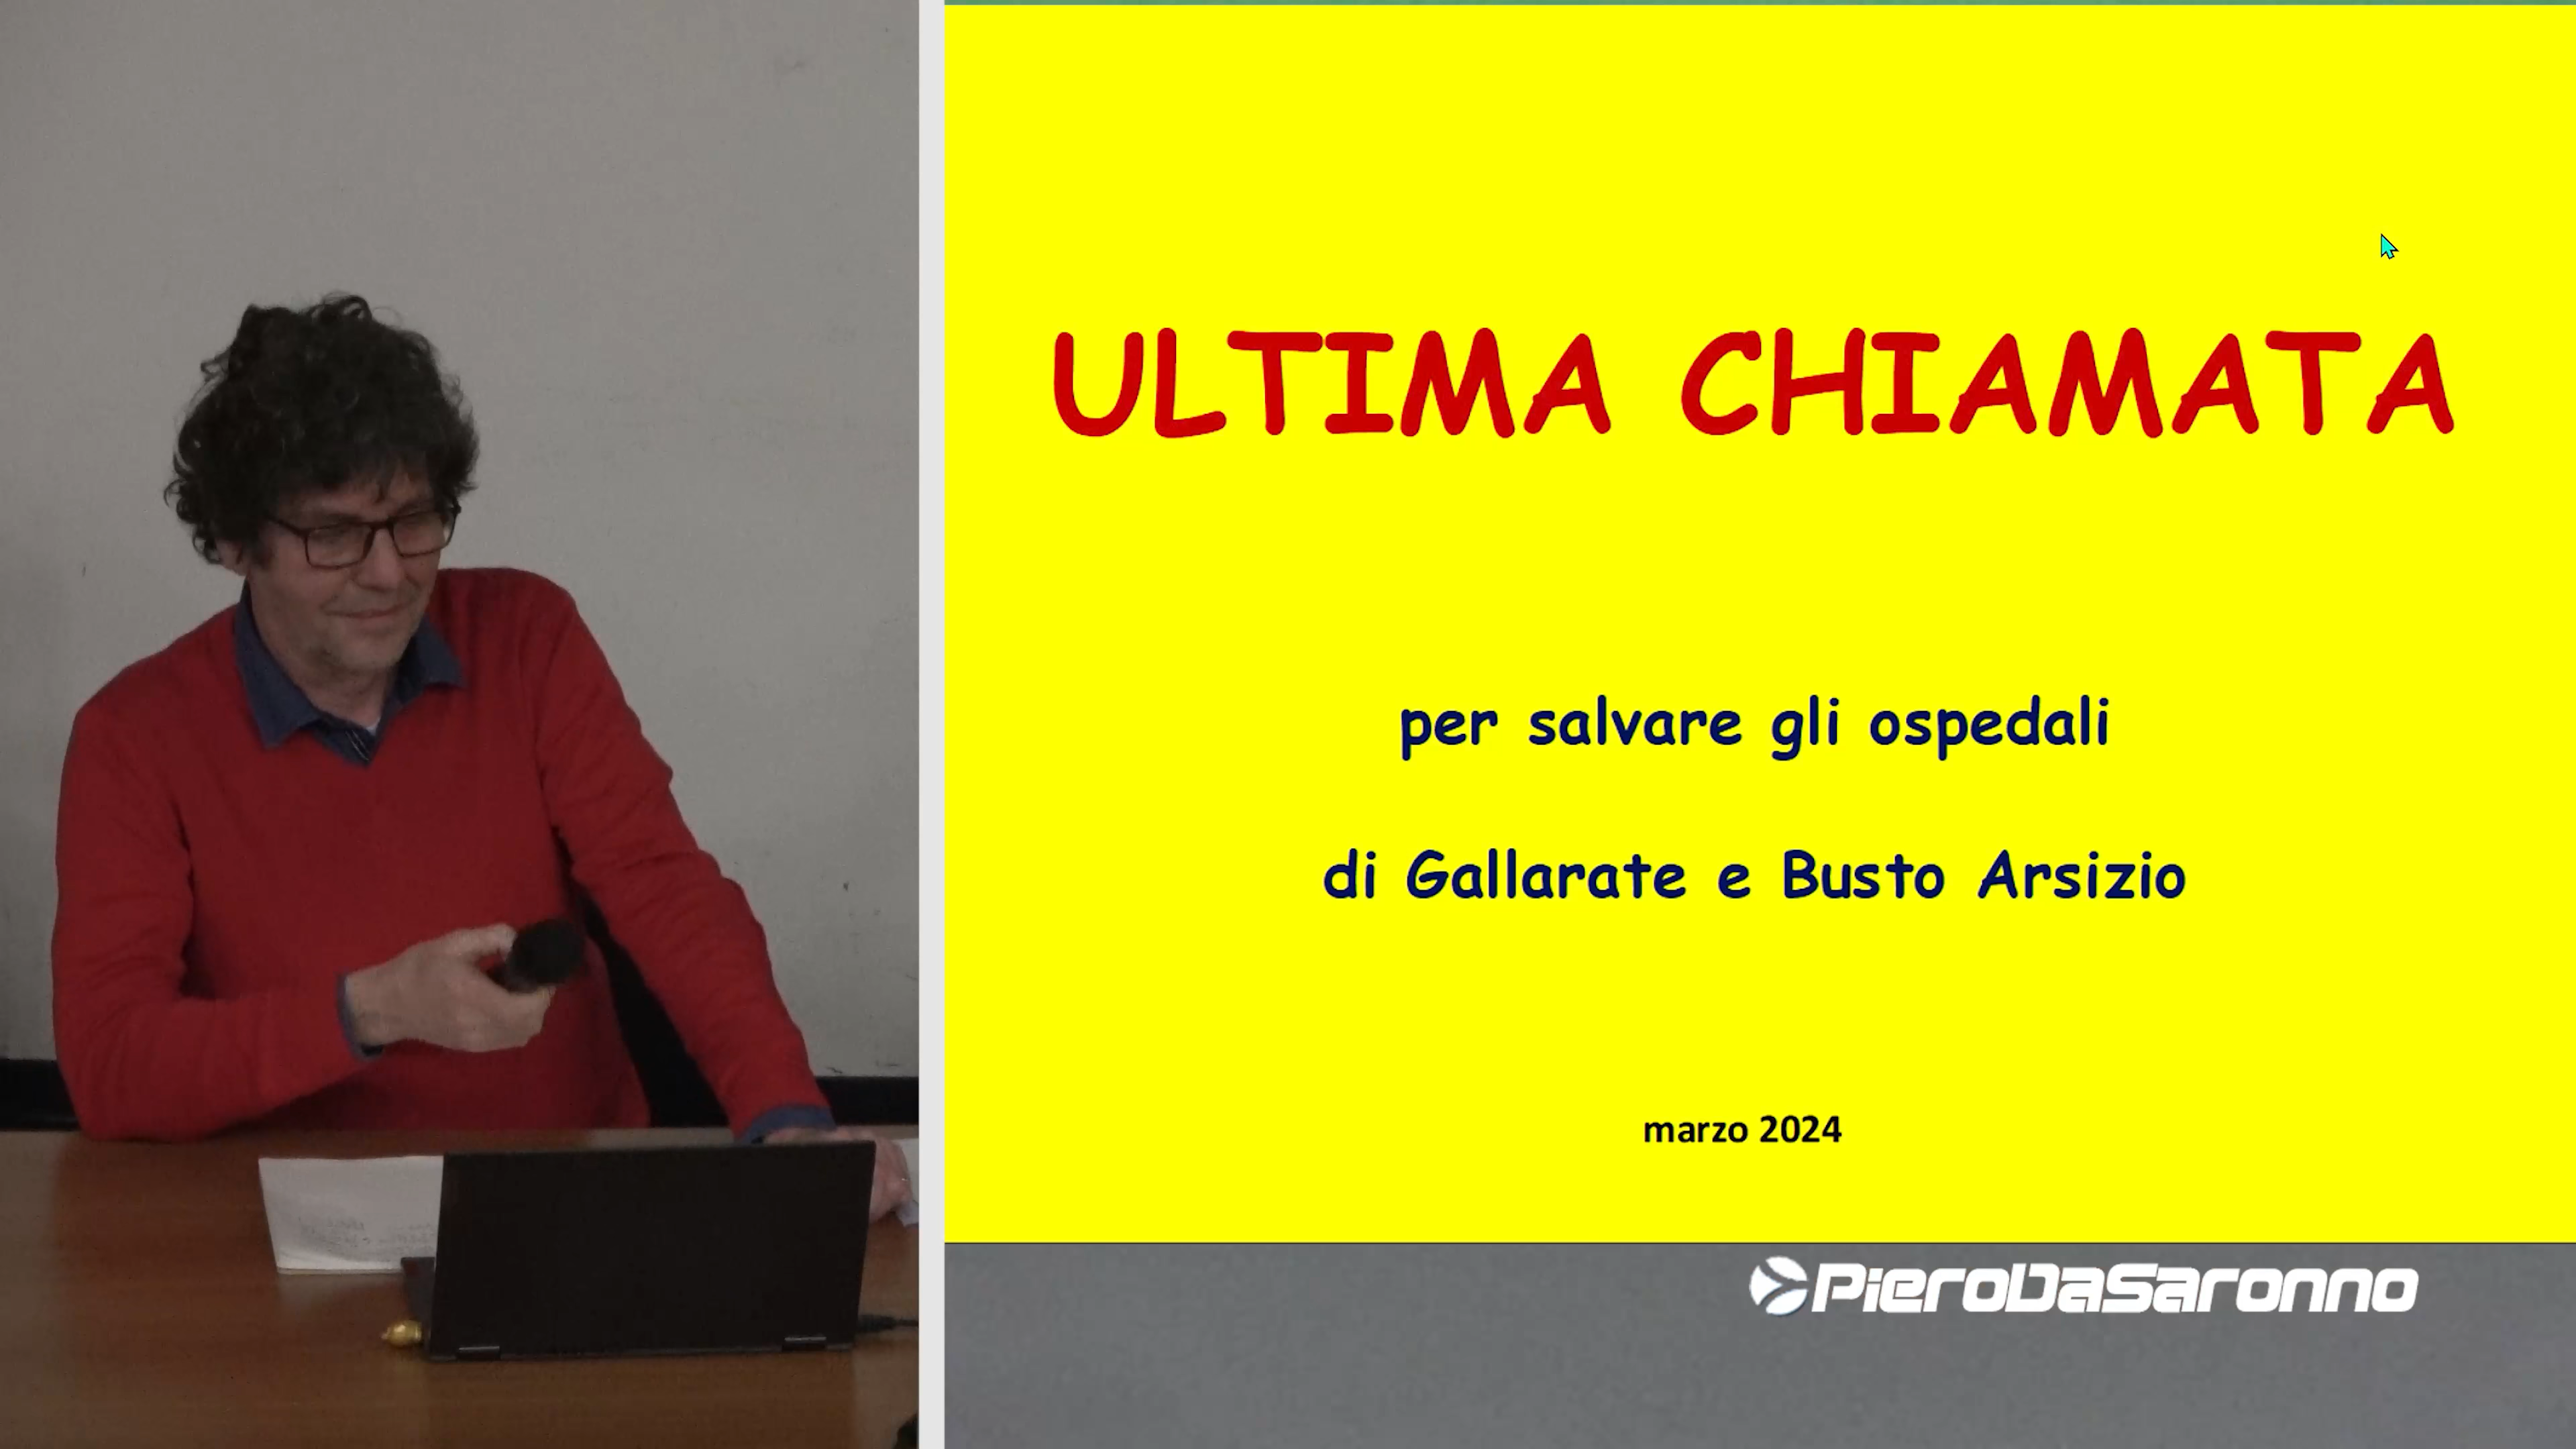 ULTIMA CHIAMATA
per salvare gli ospedali
di Gallarate e Busto Arsizio
marzo 2024
PieroDaSaronno